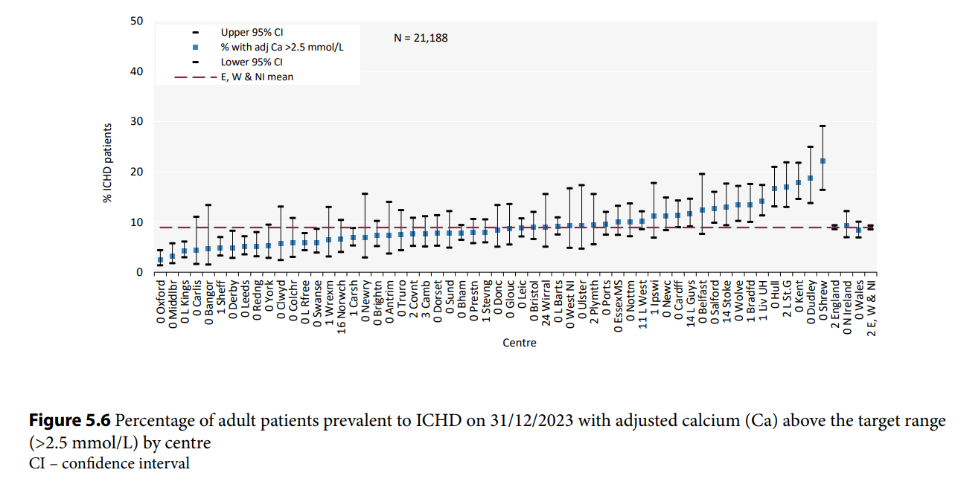 50
40
30
20
10
0
% ICHD patients
Upper 95% CI
% with adj Ca >2.5 mmol/L
Lower 95% CI
E, W & NI mean
N = 21,188
0 Oxford
0 Middlbr
0 L Kings
0 Carlis
0 Bangor
1 Sheff
0 Derby
0 Leeds
0 Redng
0 York
0 Clwyd
0 Colchr
0 L Rfree
0 Swanse
1 Wrexm
16 Norwch
1 Carsh
0 Newry
0 Brightn
0 Antrim
0 Truro
2 Covnt
3 Camb
0 Dorset
0 Sund
0 Bham
0 Prestn
1 Stevng
0 Donc
0 Glouc
0 Leic
0 Bristol
24 Wirral
0 L Barts
0 West NI
0 Ulster
2 Plymth
0 Ports
0 EssexMS
0 Nottm
11 L West
1 Ipswi
0 Newc
0 Cardff
14 L Guys
0 Belfast
0 Salford
14 Stoke
0 Wolve
1 Bradfd
1 Liv UH
0 Hull
2 L St.G
0 Kent
0 Dudley
0 Shrew
2 England
0 N Ireland
0 Wales
2 E, W & NI
Centre
Figure 5.6 Percentage of adult patients prevalent to ICHD on 31/12/2023 with adjusted calcium (Ca) above the target range
(>2.5 mmol/L) by centre
CI – confidence interval